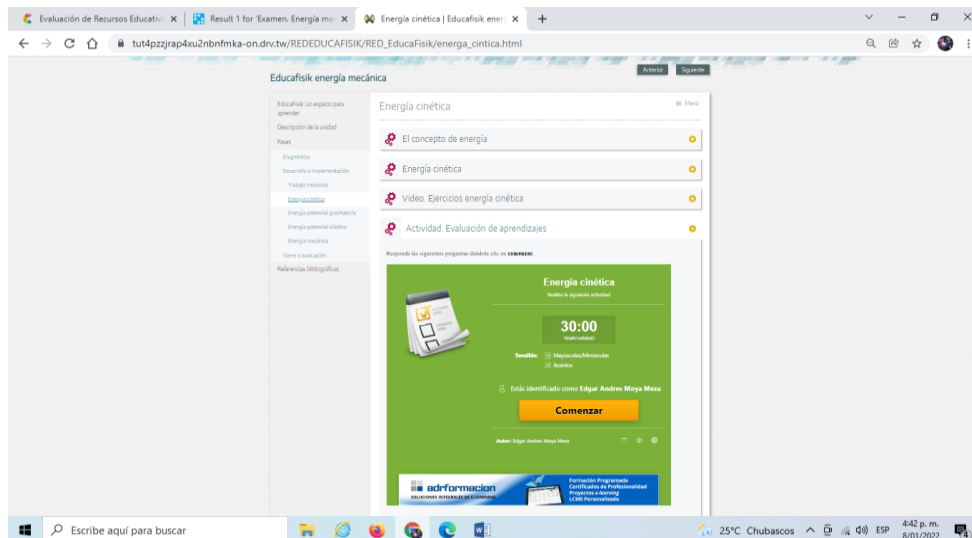 Evaluación de Recursos Educativ
Result 1 for 'Examen. Energía me
Energía cinética | Educafisik ener
tut4pzzjrap4xu2nbnfmka-on.drv.tw/REDEDUCAFISIK/RED_EducaFisik/energa_cintica.html
Educafisik energía mecánica
Anterior
Siguiente
Educafisik: un espacio para
aprender
Descripción de la unidad
Fases
Diagnóstica
Desarrollo e implementación
Trabajo mecánico
Energía cinética
Energía potencial gravitatoria
Energía potencial elástica
Energía mecánica
Cierre o evaluación
Referencias bibliográficas
Energía cinética
Menú
El concepto de energía
Energía cinética
Video. Ejercicios energía cinética
Actividad. Evaluación de aprendizajes
Responda las siguientes preguntas dándole clic en COMENZAR.
Energía cinética
Realiza la siguiente actividad
30:00
TIEMPO MÁXIMO
Sensible: Mayúsculas/Minúsculas
Acentos
Estás identificado como Edgar Andres Moya Meza
Comenzar
Autor: Edgar Andres Moya Meza
adrformacion
SOLUCIONES INTEGRALES DE E-LEARNING
Formación Programada
Certificados de Profesionalidad
Proyectos e-learning
LCMS Personalizado
Escribe aquí para buscar
25°C Chubascos
ESP
4:42 p. m.
8/01/2022